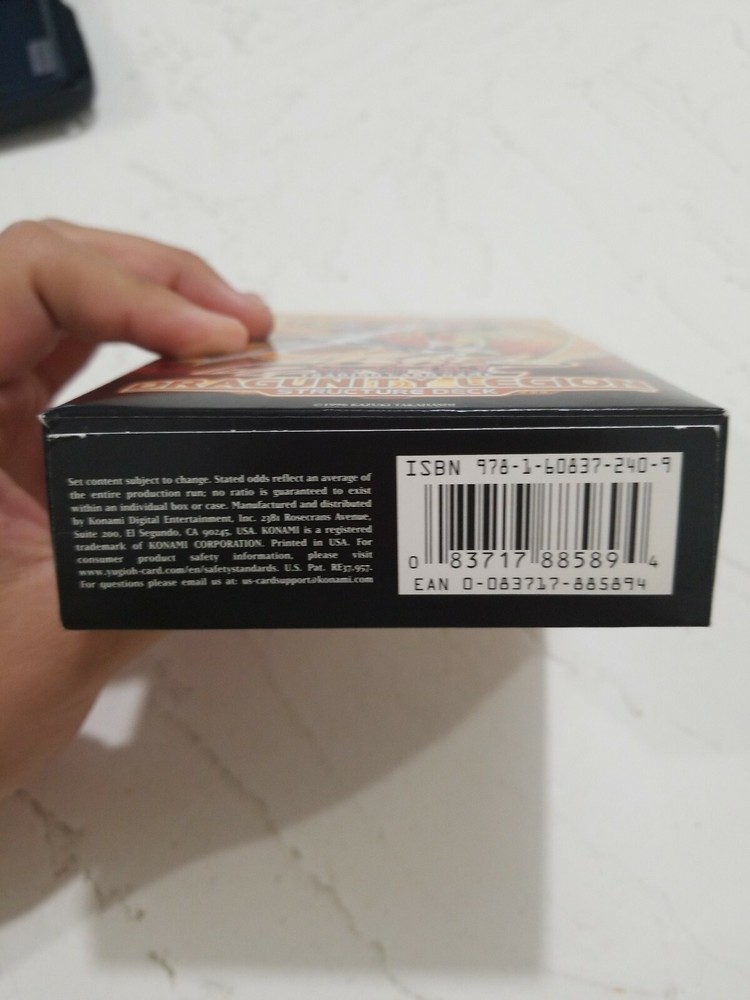 DRAGUNITY LEGION
STRUCTURE DECK
©1996 KAZUKI TAKAHASHI
Set content subject to change. Stated odds reflect an average of
the entire production run; no ratio is guaranteed to exist
within an individual box or case. Manufactured and distributed
by Konami Digital Entertainment, Inc. 2381 Rosecrans Avenue,
Suite 200, El Segundo, CA 90245, USA. KONAMI is a registered
trademark of KONAMI CORPORATION. Printed in USA. For
consumer product safety information, please visit
www.yugioh-card.com/en/safetystandards. U.S. Pat. RE37-957.
For questions please email us at: us-cardsupport@konami.com
ISBN 978-1-60837-240-9
0 83717 88589 4
EAN 0-083717-885894